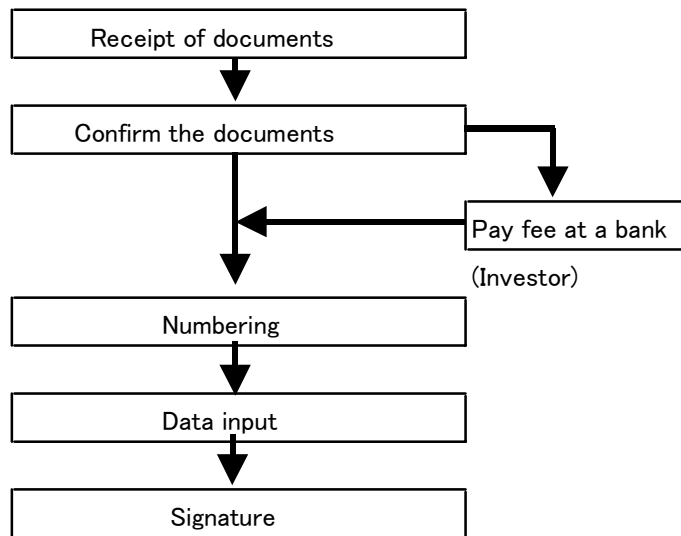 Receipt of documents
Confirm the documents
Pay fee at a bank
(Investor)
Numbering
Data input
Signature